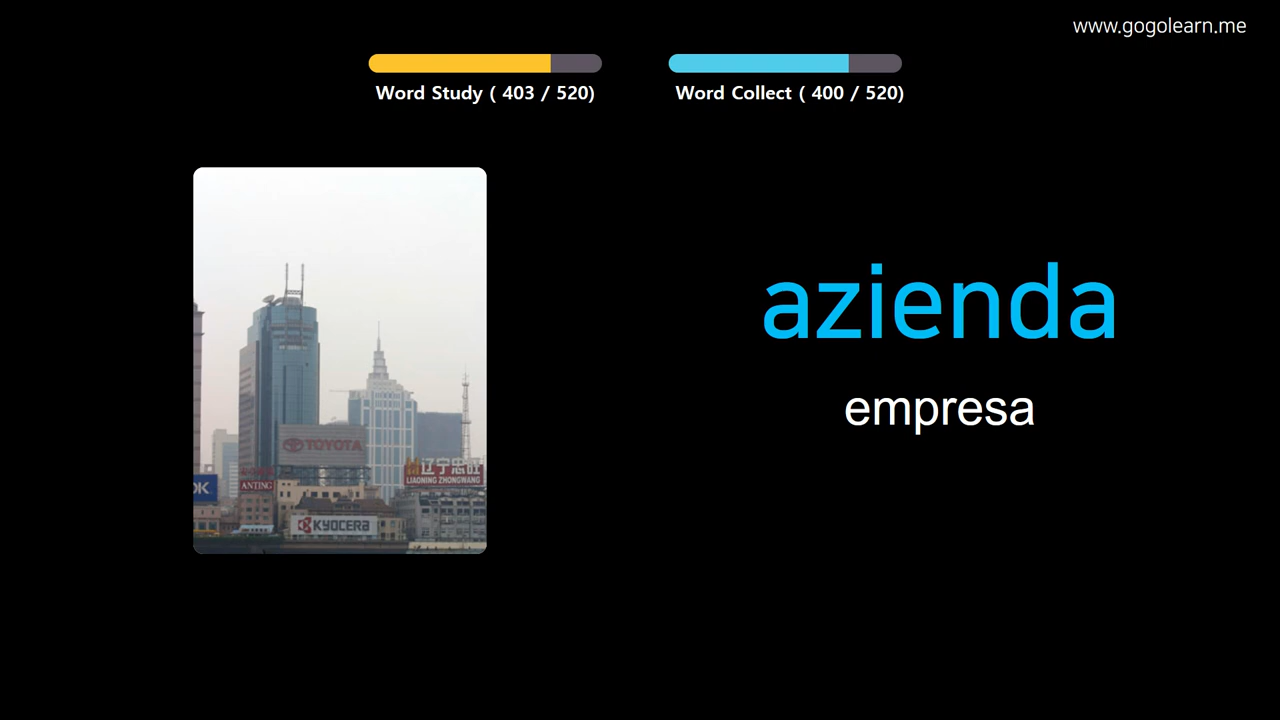 www.gogolearn.me
Word Study ( 403 / 520)
Word Collect ( 400 / 520)
azienda
empresa
TOYOTA
辽宁忠旺
LIAONING ZHONGWANG
OK
ANTING
KYOCERA